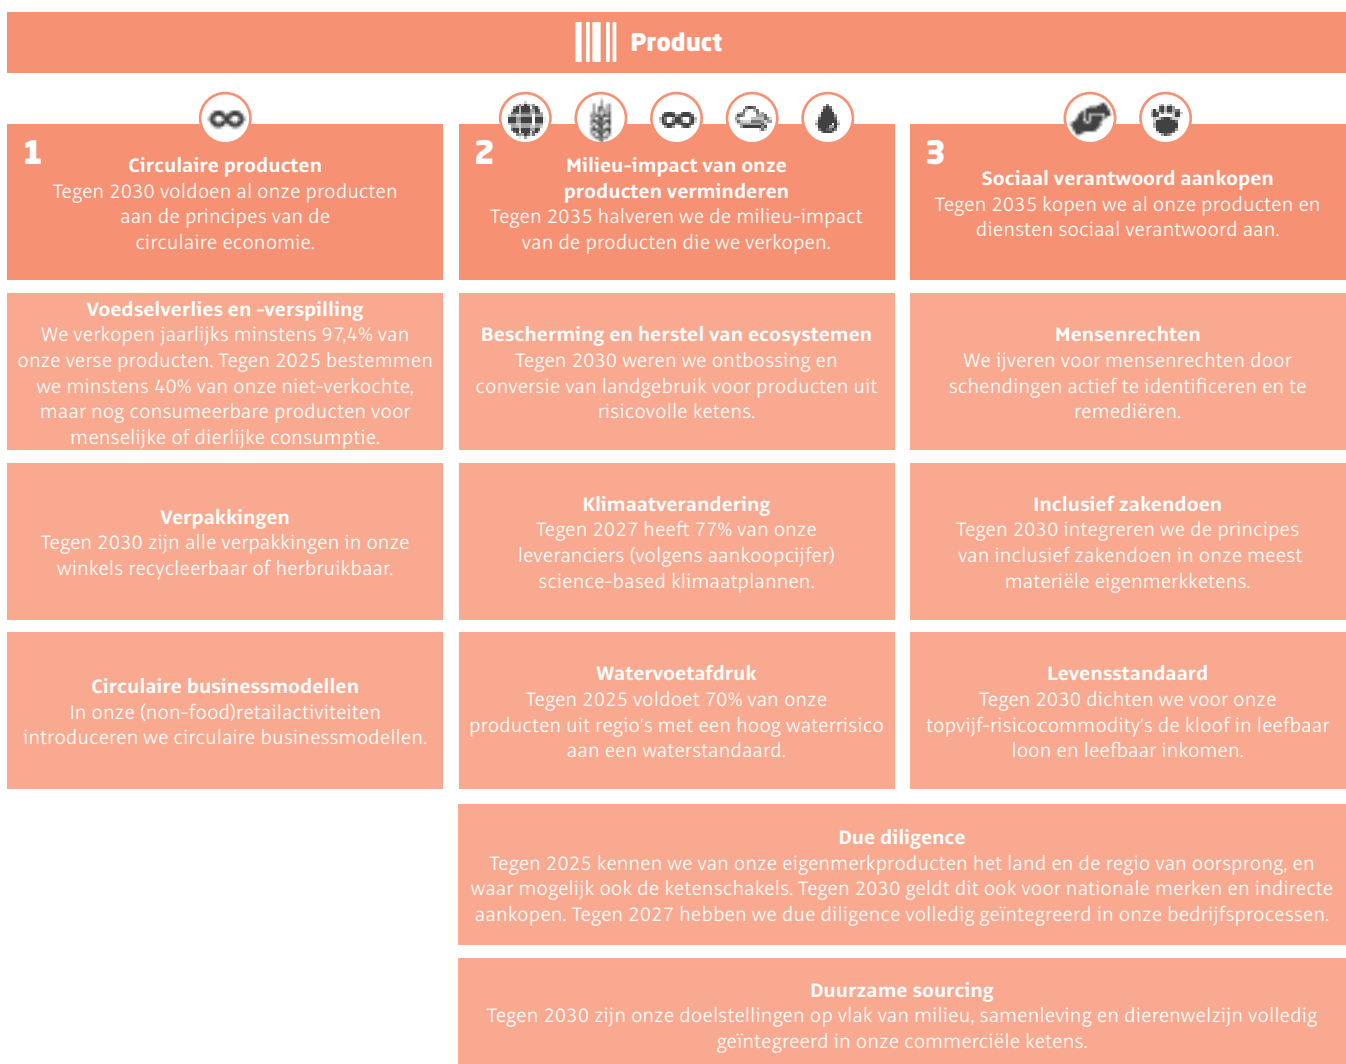 Product
1
Circulaire producten
Tegen 2030 voldoen al onze producten
aan de principes van de
circulaire economie.
Voedselverlies en -verspilling
We verkopen jaarlijks minstens 97,4% van
onze verse producten. Tegen 2025 bestemmen
we minstens 40% van onze niet-verkochte,
maar nog consumeerbare producten voor
menselijke of dierlijke consumptie.
Verpakkingen
Tegen 2030 zijn alle verpakkingen in onze
winkels recycleerbaar of herbruikbaar.
Circulaire businessmodellen
In onze (non-food)retailactiviteiten
introduceren we circulaire businessmodellen.
2
Milieu-impact van onze
producten verminderen
Tegen 2035 halveren we de milieu-impact
van de producten die we verkopen.
Bescherming en herstel van ecosystemen
Tegen 2030 weren we ontbossing en
conversie van landgebruik voor producten uit
risicovolle ketens.
Klimaatverandering
Tegen 2027 heeft 77% van onze
leveranciers (volgens aankoopcijfer)
science-based klimaatplannen.
Watervoetafdruk
Tegen 2025 voldoet 70% van onze
producten uit regio's met een hoog waterrisico
aan een waterstandaard.
3
Sociaal verantwoord aankopen
Tegen 2035 kopen we al onze producten en
diensten sociaal verantwoord aan.
Mensenrechten
We ijveren voor mensenrechten door
schendingen actief te identificeren en te
remediëren.
Inclusief zakendoen
Tegen 2030 integreren we de principes
van inclusief zakendoen in onze meest
materiële eigenmerkketens.
Levensstandaard
Tegen 2030 dichten we voor onze
topvijf-risicocommodity's de kloof in leefbaar
loon en leefbaar inkomen.
Due diligence
Tegen 2025 kennen we van onze eigenmerkproducten het land en de regio van oorsprong, en
waar mogelijk ook de ketenschakels. Tegen 2030 geldt dit ook voor nationale merken en indirecte
aankopen. Tegen 2027 hebben we due diligence volledig geïntegreerd in onze bedrijfsprocessen.
Duurzame sourcing
Tegen 2030 zijn onze doelstellingen op vlak van milieu, samenleving en dierenwelzijn volledig
geïntegreerd in onze commerciële ketens.